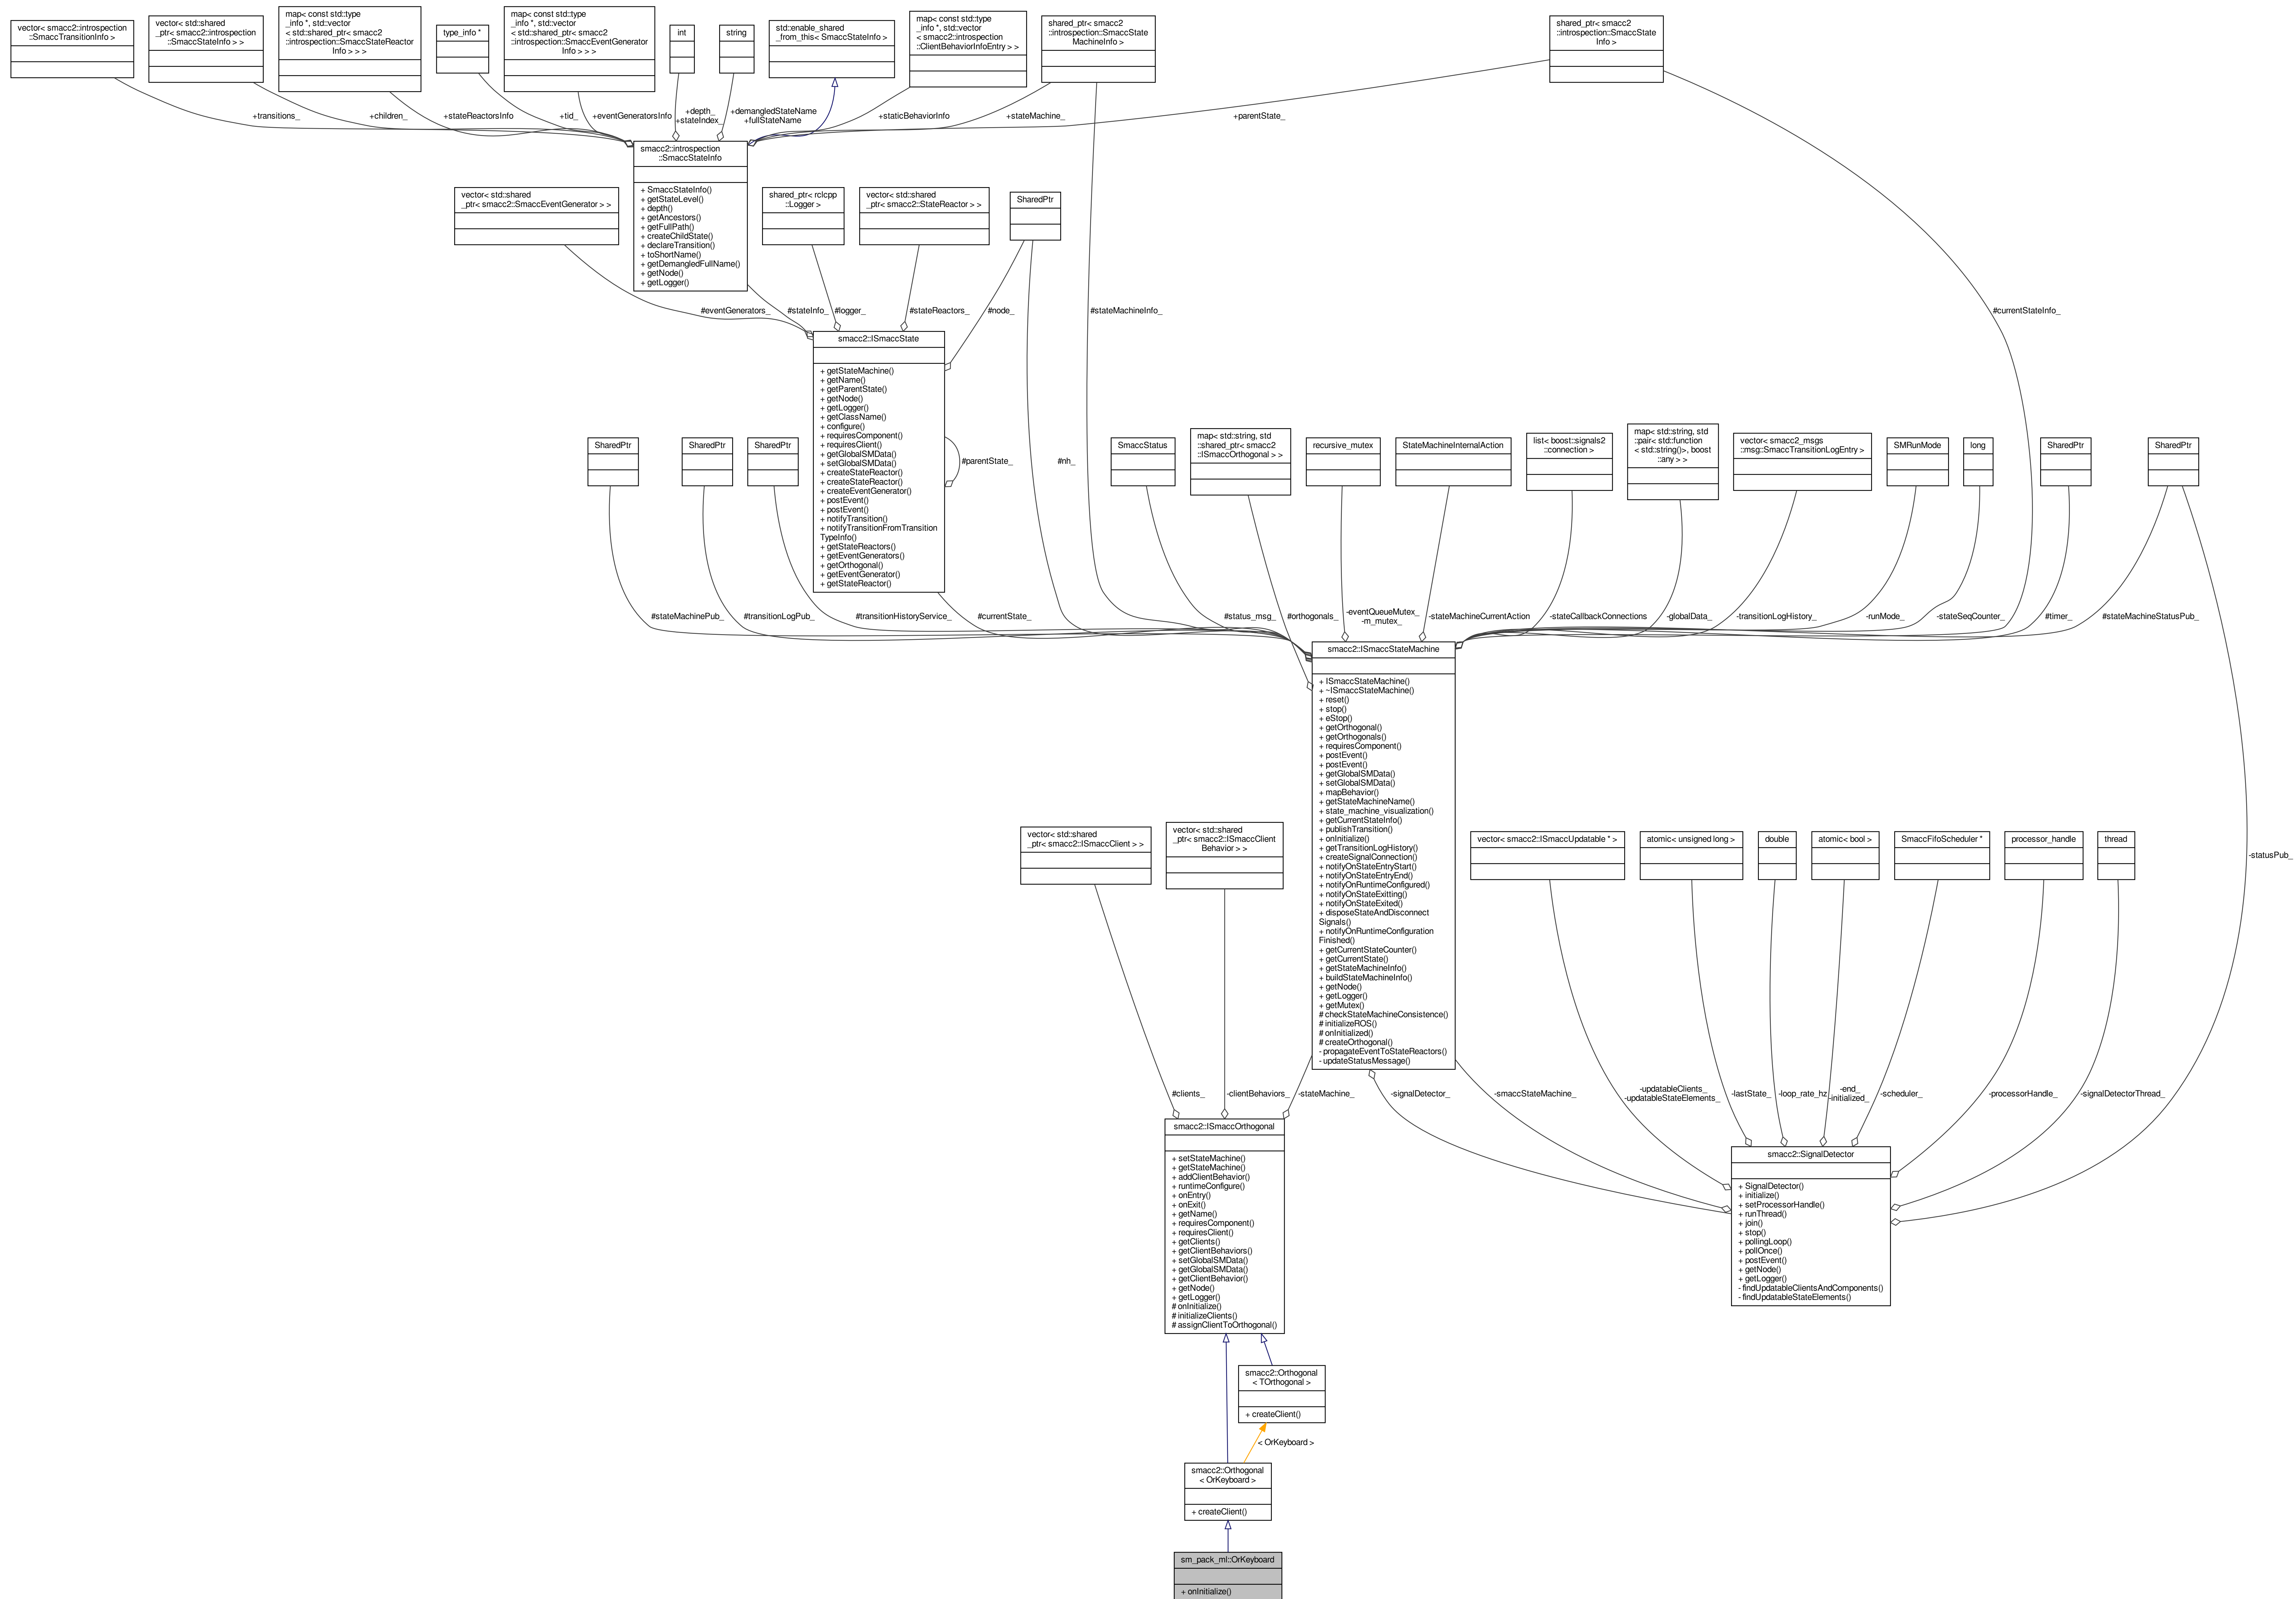 vector< smacc2::introspection
::SmaccTransitionInfo >
vector< std::shared
_ptr< smacc2::introspection
::SmaccStateInfo > >
map< const std::type
_info *, std::vector
< std::shared_ptr< smacc2
::introspection::SmaccStateReactor
Info > > >
type_info *
map< const std::type
_info *, std::vector
< std::shared_ptr< smacc2
::introspection::SmaccEventGenerator
Info > > >
int
string
std::enable_shared
_from_this< SmaccStateInfo >
map< const std::type
_info *, std::vector
< smacc2::introspection
::ClientBehaviorInfoEntry > >
shared_ptr< smacc2
::introspection::SmaccState
MachineInfo >
shared_ptr< smacc2
::introspection::SmaccState
Info >
+transitions_
+children_
+stateReactorsInfo
+tid_
+eventGeneratorsInfo
+depth_
+stateIndex_
+demangledStateName
+fullStateName
+staticBehaviorInfo
+stateMachine_
+parentState_
smacc2::introspection
::SmaccStateInfo
+ SmaccStateInfo()
+ getStateLevel()
+ depth()
+ getAncestors()
+ getFullPath()
+ createChildState()
+ declareTransition()
+ toShortName()
+ getDemangledFullName()
+ getNode()
+ getLogger()
vector< std::shared
_ptr< smacc2::SmaccEventGenerator > >
shared_ptr< rclcpp
::Logger >
vector< std::shared
_ptr< smacc2::StateReactor > >
SharedPtr
#eventGenerators_
#stateInfo_
#logger_
#stateReactors_
#node_
#stateMachineInfo_
#currentStateInfo_
smacc2::ISmaccState
+ getStateMachine()
+ getName()
+ getParentState()
+ getNode()
+ getLogger()
+ getClassName()
+ configure()
+ requiresComponent()
+ requiresClient()
+ getGlobalSMData()
+ setGlobalSMData()
+ createStateReactor()
+ createStateReactor()
+ createEventGenerator()
+ postEvent()
+ postEvent()
+ notifyTransition()
+ notifyTransitionFromTransition
TypeInfo()
+ getStateReactors()
+ getEventGenerators()
+ getOrthogonal()
+ getEventGenerator()
+ getStateReactor()
#parentState_
#nh_
SharedPtr
SharedPtr
SharedPtr
SmaccStatus
map< std::string, std
::shared_ptr< smacc2
::ISmaccOrthogonal > >
recursive_mutex
StateMachineInternalAction
list< boost::signals2
::connection >
map< std::string, std
::pair< std::function
< std::string()>, boost
::any > >
vector< smacc2_msgs
::msg::SmaccTransitionLogEntry >
SMRunMode
long
SharedPtr
SharedPtr
#stateMachinePub_
#transitionLogPub_
#transitionHistoryService_
#currentState_
#status_msg_
#orthogonals_
-eventQueueMutex_
-m_mutex_
-stateMachineCurrentAction
-stateCallbackConnections
-globalData_
-transitionLogHistory_
-runMode_
-stateSeqCounter_
#timer_
#stateMachineStatusPub_
smacc2::ISmaccStateMachine
+ ISmaccStateMachine()
+ ~ISmaccStateMachine()
+ reset()
+ stop()
+ eStop()
+ getOrthogonal()
+ getOrthogonals()
+ requiresComponent()
+ postEvent()
+ postEvent()
+ getGlobalSMData()
+ setGlobalSMData()
+ mapBehavior()
+ getStateMachineName()
+ state_machine_visualization()
+ getCurrentStateInfo()
+ publishTransition()
+ onInitialize()
+ getTransitionLogHistory()
+ createSignalConnection()
+ notifyOnStateEntryStart()
+ notifyOnStateEntryEnd()
+ notifyOnRuntimeConfigured()
+ notifyOnStateExitting()
+ notifyOnStateExited()
+ disposeStateAndDisconnect
Signals()
+ notifyOnRuntimeConfiguration
Finished()
+ getCurrentStateCounter()
+ getCurrentState()
+ getStateMachineInfo()
+ buildStateMachineInfo()
+ getNode()
+ getLogger()
+ getMutex()
# checkStateMachineConsistence()
# initializeROS()
# onInitialized()
# createOrthogonal()
- propagateEventToStateReactors()
- updateStatusMessage()
vector< std::shared
_ptr< smacc2::ISmaccClient > >
vector< std::shared
_ptr< smacc2::ISmaccClient
Behavior > >
vector< smacc2::ISmaccUpdatable * >
atomic< unsigned long >
double
atomic< bool >
SmaccFifoScheduler *
processor_handle
thread
-statusPub_
#clients_
-clientBehaviors_
-stateMachine_
-signalDetector_
-smaccStateMachine_
-updatableClients_
-updatableStateElements_
-lastState_
-loop_rate_hz
-end_
-initialized_
-scheduler_
-processorHandle_
-signalDetectorThread_
smacc2::ISmaccOrthogonal
+ setStateMachine()
+ getStateMachine()
+ addClientBehavior()
+ runtimeConfigure()
+ onEntry()
+ onExit()
+ getName()
+ requiresComponent()
+ requiresClient()
+ getClients()
+ getClientBehaviors()
+ setGlobalSMData()
+ getGlobalSMData()
+ getClientBehavior()
+ getNode()
+ getLogger()
# onInitialize()
# initializeClients()
# assignClientToOrthogonal()
smacc2::SignalDetector
+ SignalDetector()
+ initialize()
+ setProcessorHandle()
+ runThread()
+ join()
+ stop()
+ pollingLoop()
+ pollOnce()
+ postEvent()
+ getNode()
+ getLogger()
- findUpdatableClientsAndComponents()
- findUpdatableStateElements()
smacc2::Orthogonal
< TOrthogonal >
+ createClient()
< OrKeyboard >
smacc2::Orthogonal
< OrKeyboard >
+ createClient()
sm_pack_ml::OrKeyboard
+ onInitialize()